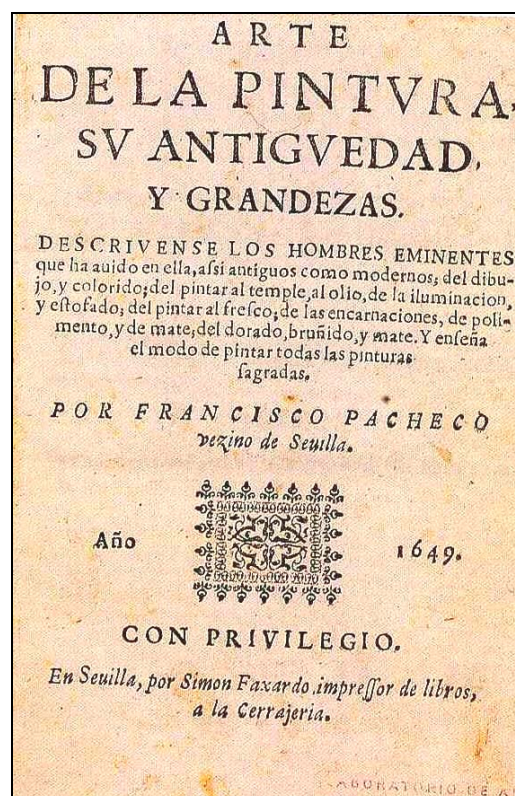 ARTE
DE LA PINTVRA,
SV ANTIGVEDAD,
Y GRANDEZAS.
DESCRIVENSE LOS HOMBRES EMINENTES
que ha auido en ella, aſsi antiguos como modernos; del dibu-
jo, y colorido; del pintar al temple, al olio, de la iluminacion,
y eſtofado; del pintar al freſco; de las encarnaciones, de poli-
mento, y de mate; del dorado, bruñido, y mate. Y enſeña
el modo de pintar todas las pinturas
ſagradas.
POR FRANCISCO PACHECO
vezino de Seuilla.
Año 1649.
CON PRIVILEGIO.
En Seuilla, por Simon Faxardo, impreſſor de libros,
a la Cerrajeria.
LABORATORIO DE